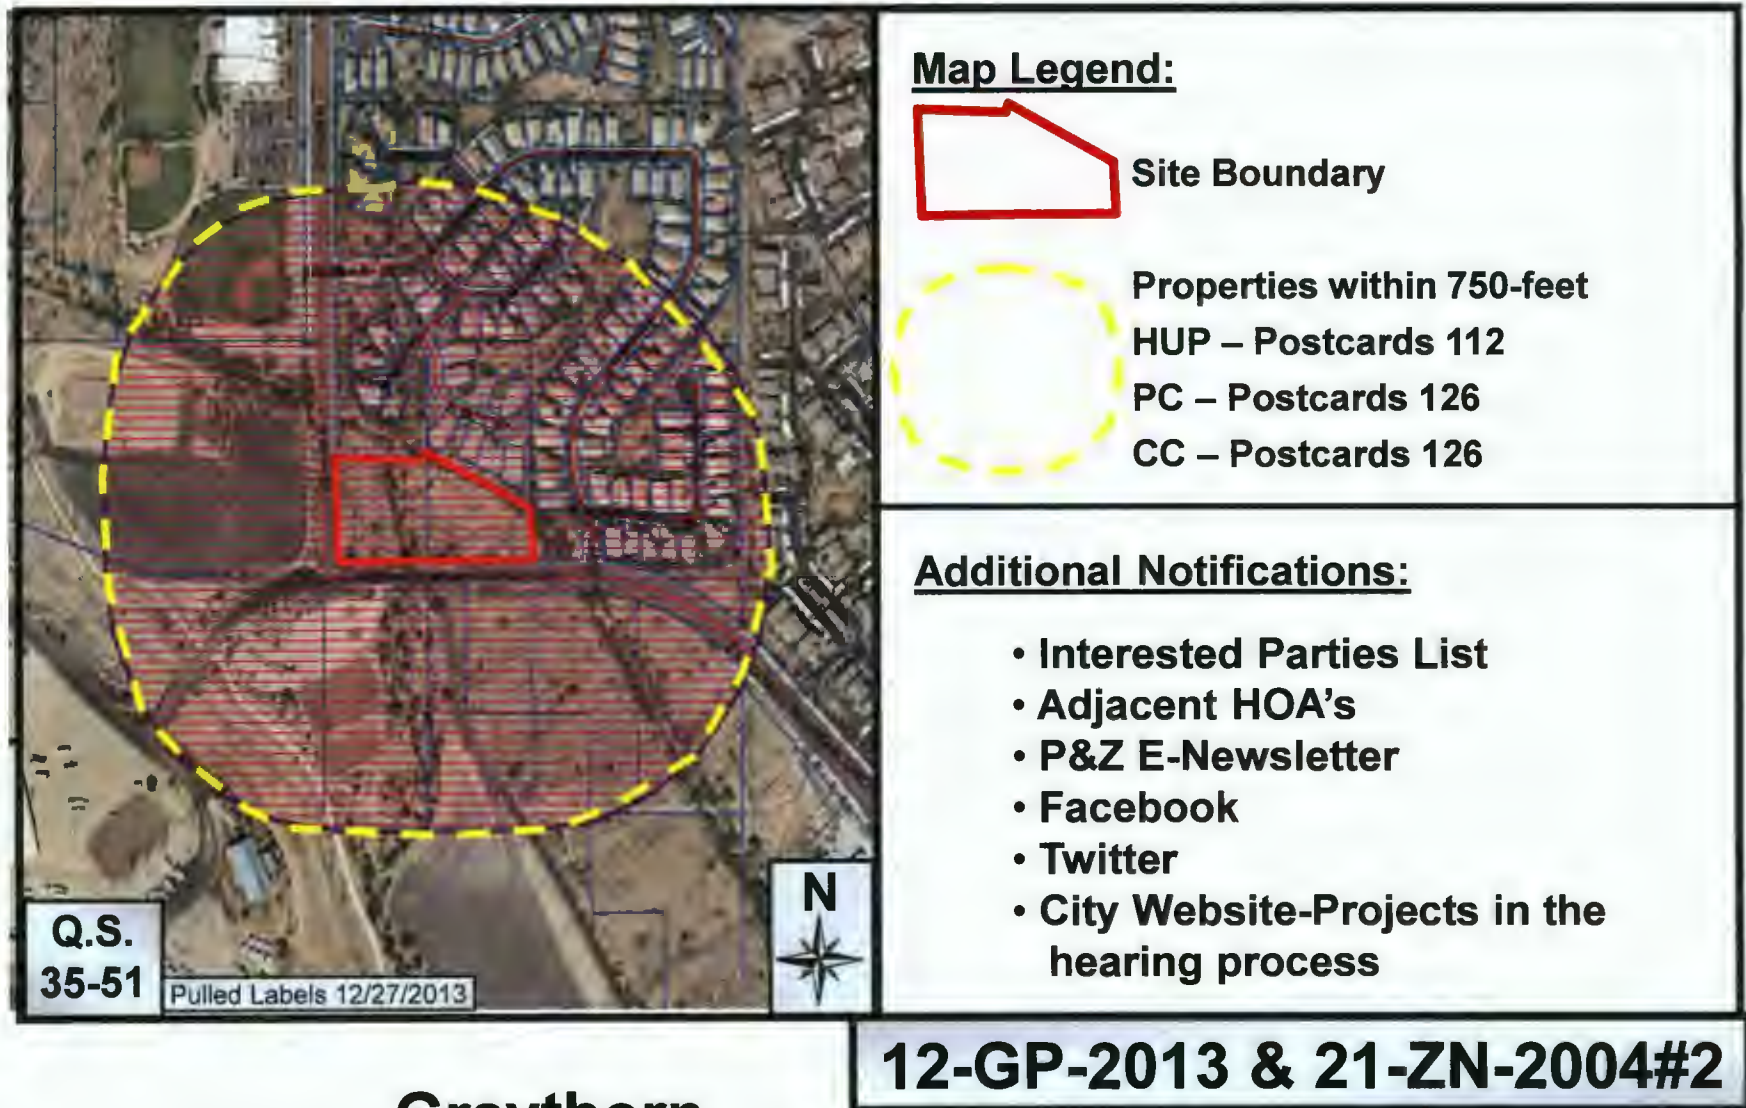 Map Legend:
Site Boundary
Properties within 750-feet
HUP – Postcards 112
PC – Postcards 126
CC – Postcards 126
Additional Notifications:
• Interested Parties List
• Adjacent HOA's
• P&Z E-Newsletter
• Facebook
• Twitter
• City Website-Projects in the
hearing process
N
Q.S.
35-51
Pulled Labels 12/27/2013
12-GP-2013 & 21-ZN-2004#2
Graythorn